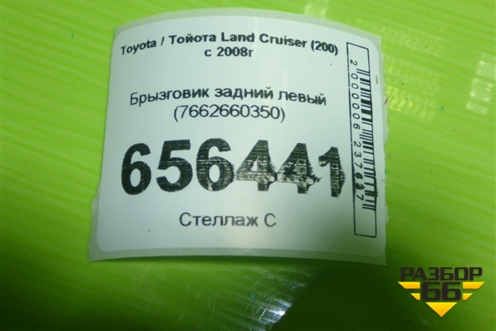 Toyota / Тойота Land Cruiser (200)
с 2008г
Брызговик задний левый
(7662660350)
656441
Стеллаж С
РАЗБОР
66